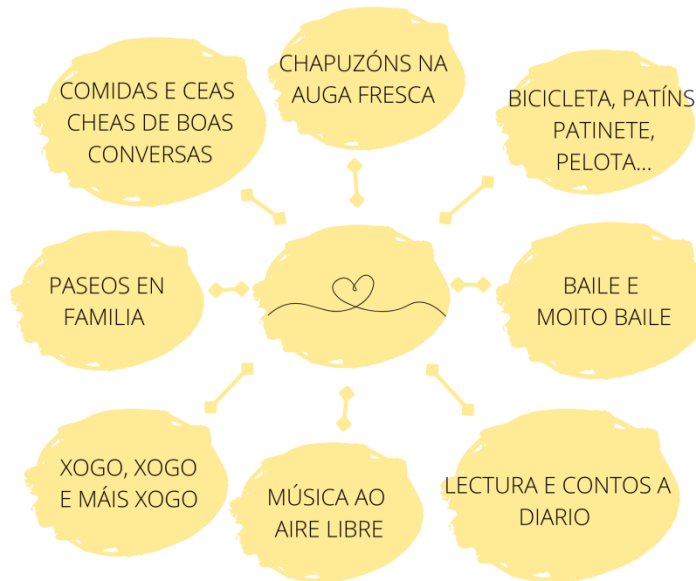 COMIDAS E CEAS
CHEAS DE BOAS
CONVERSAS
CHAPUZÓNS NA
AUGA FRESCA
BICICLETA, PATÍNS
PATINETE,
PELOTA...
PASEOS EN
FAMILIA
BAILE E
MOITO BAILE
XOGO, XOGO
E MÁIS XOGO
MÚSICA AO
AIRE LIBRE
LECTURA E CONTOS A
DIARIO